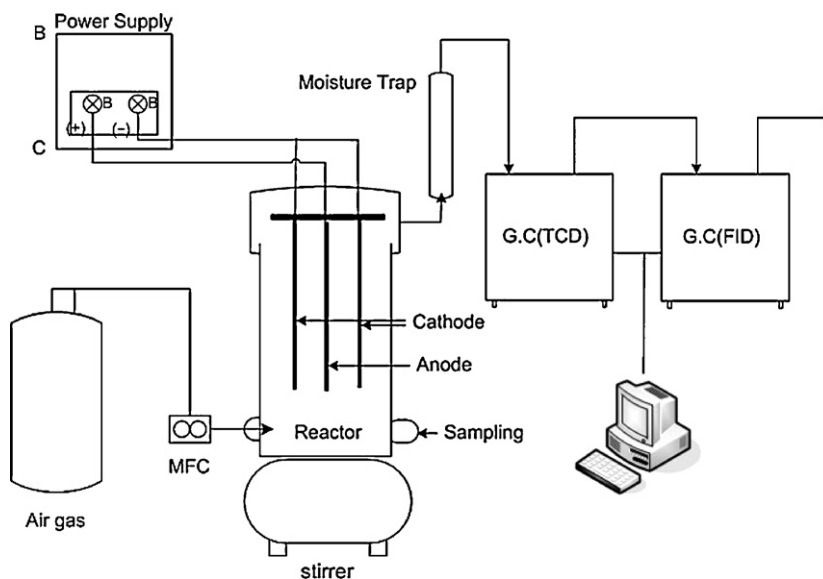 B
Power Supply
B
B
(+)
(−)
C
Moisture Trap
G.C(TCD)
G.C(FID)
Cathode
Anode
Reactor
Sampling
MFC
Air gas
stirrer